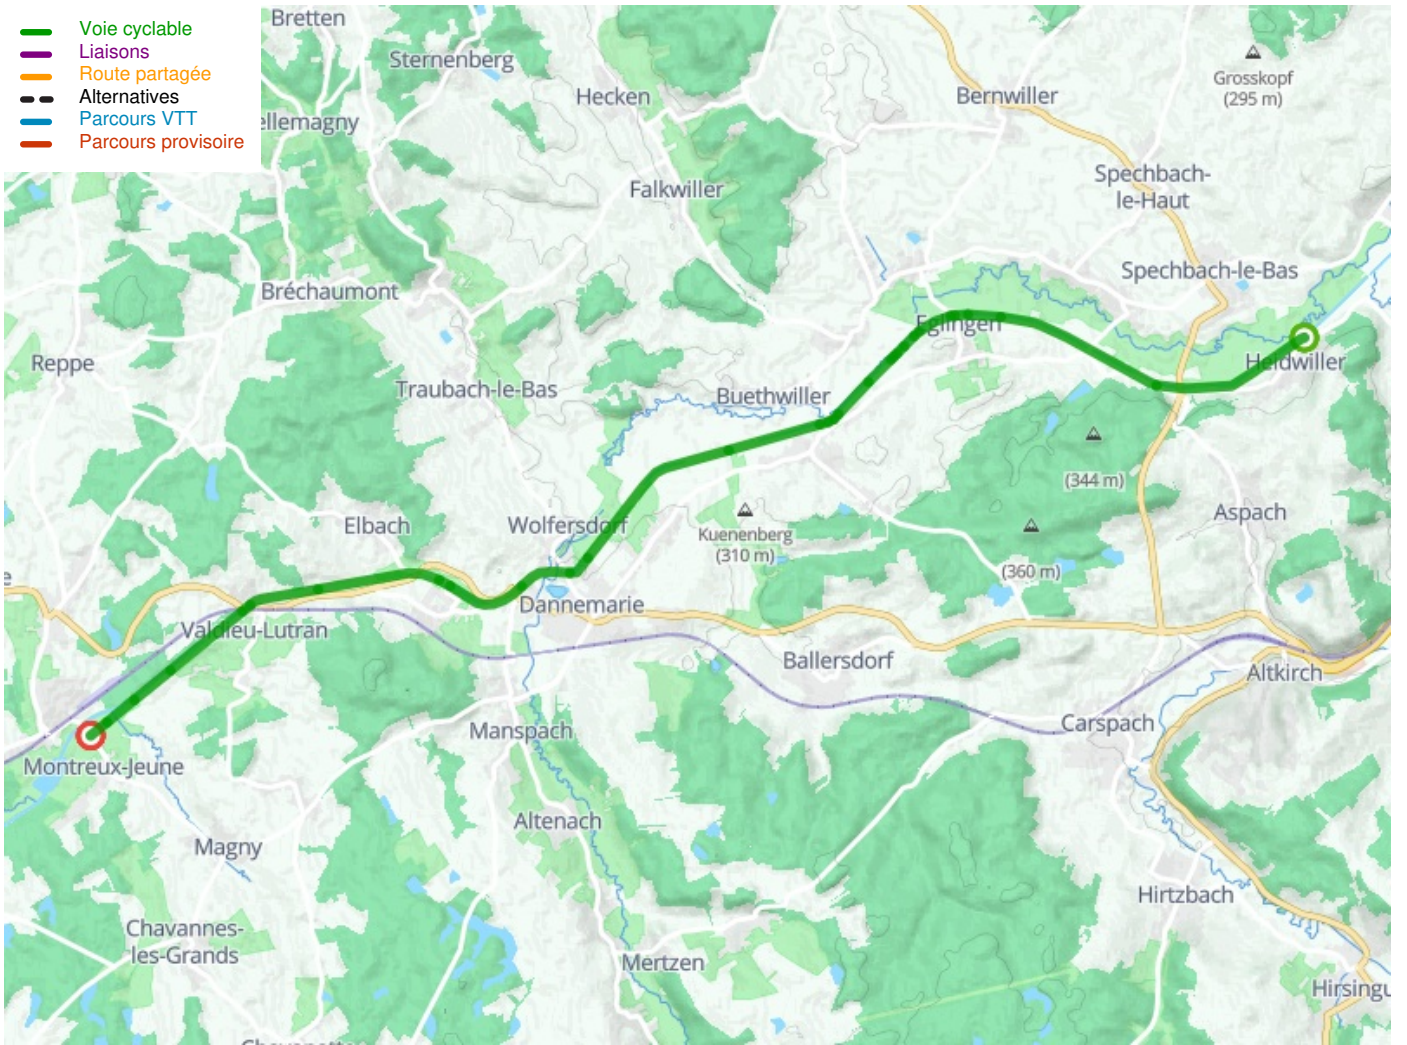 Voie cyclable
Liaisons
Route partagée
Alternatives
Parcours VTT
Parcours provisoire
Bretten
Sternenberg
Hecken
Bernwiller
Grosskopf
(295 m)
ellemagny
Falkwiller
Spechbach-
le-Haut
Bréchaumont
Spechbach-le-Bas
Eglingen
Reppe
Heidwiller
Traubach-le-Bas
Buethwiller
(344 m)
Elbach
Wolfersdorf
Kuenenberg
(310 m)
Aspach
(360 m)
e
Dannemarie
Valdieu-Lutran
Ballersdorf
Altkirch
Manspach
Carspach
Montreux-Jeune
Altenach
Magny
Hirtzbach
Chavannes-
les-Grands
Mertzen
Hirsingu